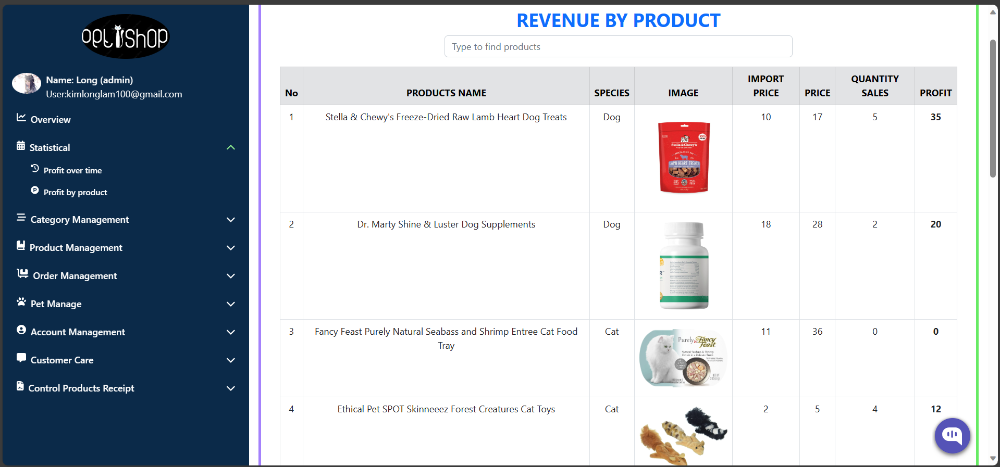 REVENUE BY PRODUCT
Type to find products
Name: Long (admin)
User:kimlonglam100@gmail.com
Overview
Statistical
Profit over time
Profit by product
Category Management
Product Management
Order Management
Pet Manage
Account Management
Customer Care
Control Products Receipt
No PRODUCTS NAME SPECIES IMAGE IMPORT PRICE PRICE QUANTITY SALES PROFIT
1 Stella & Chewy's Freeze-Dried Raw Lamb Heart Dog Treats Dog 10 17 5 35
Stella & Chewy's
LAMB HEART TREATS
2 Dr. Marty Shine & Luster Dog Supplements Dog 18 28 2 20
3 Fancy Feast Purely Natural Seabass and Shrimp Entree Cat Food Cat 11 36 0 0
Tray
Purely Fancy
Feast
Natural Seabass & Shrimp
4 Ethical Pet SPOT Skinneeez Forest Creatures Cat Toys Cat 2 5 4 12